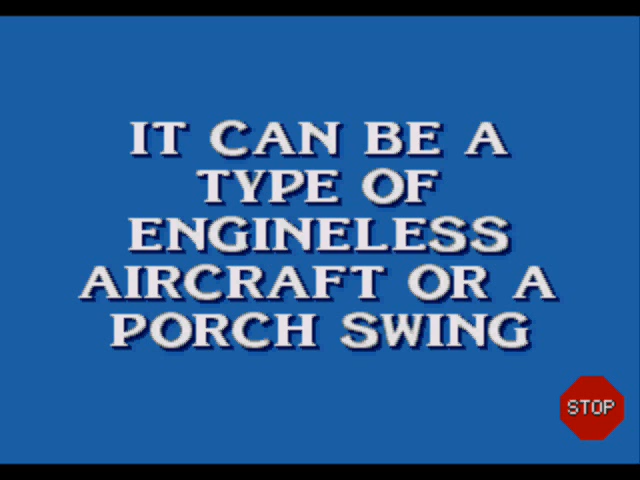 IT CAN BE A
TYPE OF
ENGINELESS
AIRCRAFT OR A
PORCH SWING
STOP